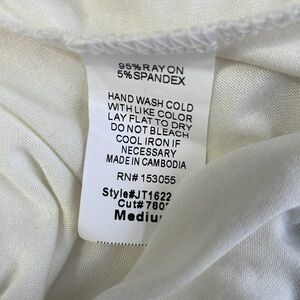 95% RAYON
5% SPANDEX
HAND WASH COLD
WITH LIKE COLOR
LAY FLAT TO DRY
DO NOT BLEACH
COOL IRON IF
NECESSARY
MADE IN CAMBODIA
RN# 153055
Style#JT1622
Cut#